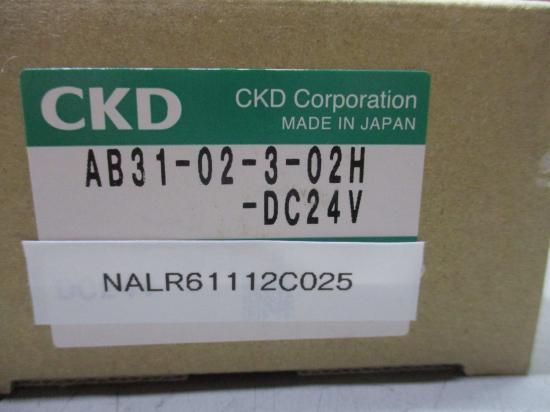 CKD
CKD Corporation
MADE IN JAPAN
AB31-02-3-02H
-DC24V
NALR61112C025